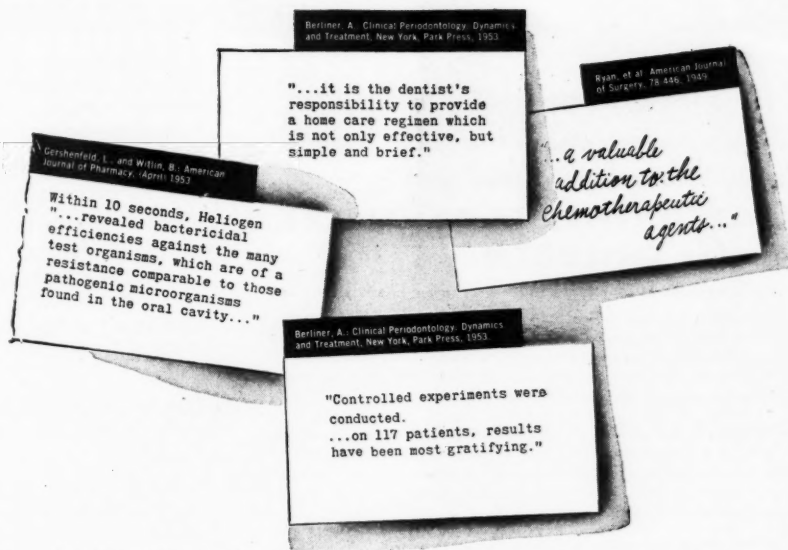 Berliner, A.: Clinical Periodontology: Dynamics
and Treatment, New York, Park Press, 1953
"...it is the dentist's
responsibility to provide
a home care regimen which
is not only effective, but
simple and brief."
Ryan, et al: American Journal
of Surgery, 78:446, 1949
"...a valuable
addition to the
chemotherapeutic
agents..."
Gershenfeld, L., and Witlin, B.: American
Journal of Pharmacy, (April) 1953
Within 10 seconds, Heliogen
"...revealed bactericidal
efficiencies against the many
test organisms, which are of a
resistance comparable to those
pathogenic microorganisms
found in the oral cavity..."
Berliner, A.: Clinical Periodontology: Dynamics
and Treatment, New York, Park Press, 1953.
"Controlled experiments were
conducted.
...on 117 patients, results
have been most gratifying."